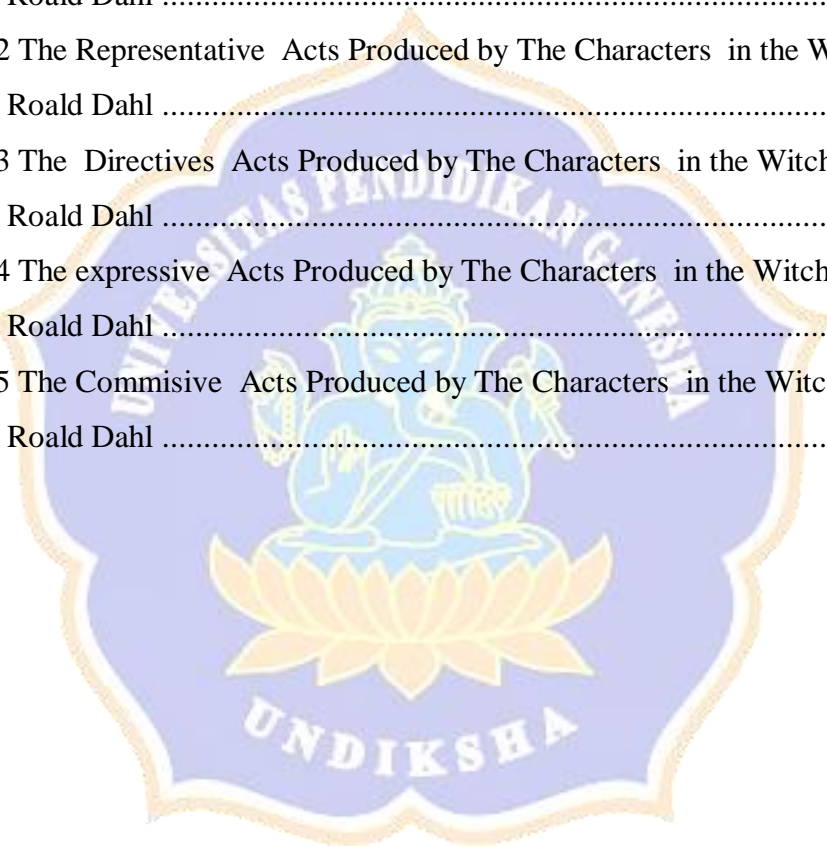 Roald Dahl ...................................................................................
2 The Representative Acts Produced by The Characters in the W
Roald Dahl ...................................................................................
3 The Directives Acts Produced by The Characters in the Witch
Roald Dahl ...................................................................................
4 The expressive Acts Produced by The Characters in the Witch
Roald Dahl ...................................................................................
5 The Commisive Acts Produced by The Characters in the Witc
Roald Dahl ...................................................................................
UNIVERSITAS PENDIDIKAN GANESHA
UNDIKSHA